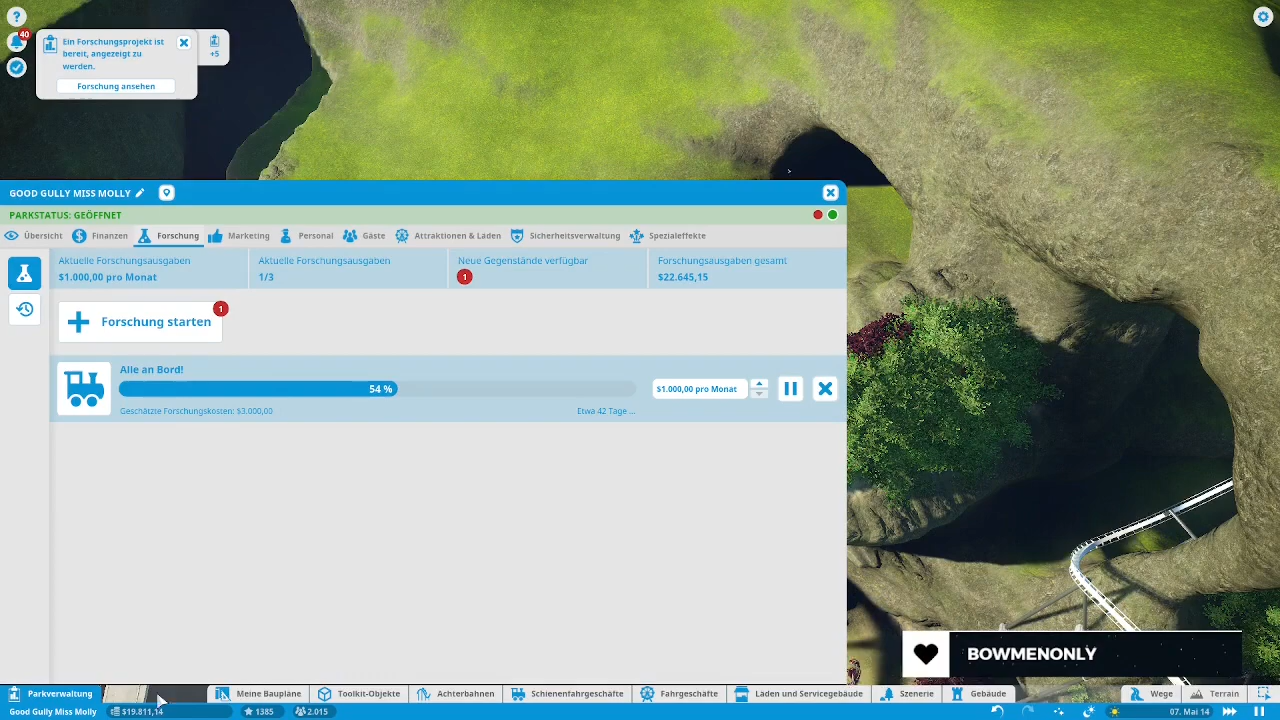 ?
40
Ein Forschungsprojekt ist
bereit, angezeigt zu
werden.
+5
Forschung ansehen
GOOD GULLY MISS MOLLY
PARKSTATUS: GEÖFFNET
Übersicht
Finanzen
Forschung
Marketing
Personal
Gäste
Attraktionen & Läden
Sicherheitsverwaltung
Spezialeffekte
Aktuelle Forschungsausgaben
$1.000,00 pro Monat
Aktuelle Forschungsausgaben
1/3
Neue Gegenstände verfügbar
1
Forschungsausgaben gesamt
$22.645,15
Forschung starten
1
Alle an Bord!
54 %
$1.000,00 pro Monat
Geschätzte Forschungskosten: $3.000,00
Etwa 42 Tage ...
BOWMENONLY
Parkverwaltung
Meine Baupläne
Toolkit-Objekte
Achterbahnen
Schienenfahrgeschäfte
Fahrgeschäfte
Läden und Servicegebäude
Szenerie
Gebäude
Wege
Terrain
Good Gully Miss Molly
$19.811,14
1385
2.015
07. Mai 14